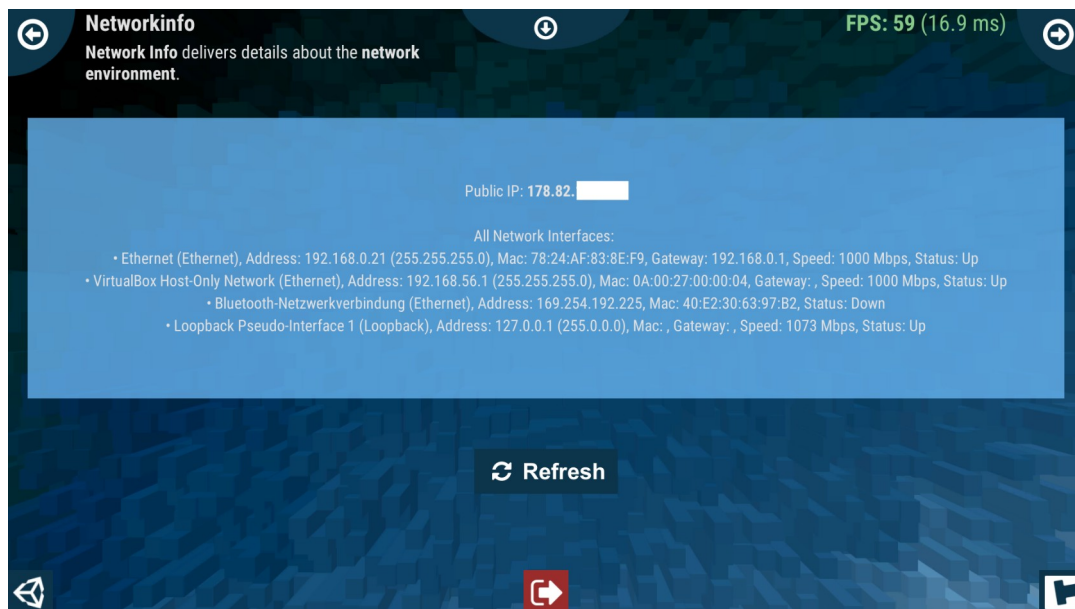 Networkinfo
FPS: 59 (16.9 ms)
Network Info delivers details about the network
environment.
Public IP: 178.82.
All Network Interfaces:
• Ethernet (Ethernet), Address: 192.168.0.21 (255.255.255.0), Mac: 78:24:AF:83:8E:F9, Gateway: 192.168.0.1, Speed: 1000 Mbps, Status: Up
• VirtualBox Host-Only Network (Ethernet), Address: 192.168.56.1 (255.255.255.0), Mac: 0A:00:27:00:00:04, Gateway: , Speed: 1000 Mbps, Status: Up
• Bluetooth-Netzwerkverbindung (Ethernet), Address: 169.254.192.225, Mac: 40:E2:30:63:97:B2, Status: Down
• Loopback Pseudo-Interface 1 (Loopback), Address: 127.0.0.1 (255.0.0.0), Mac: , Gateway: , Speed: 1073 Mbps, Status: Up
Refresh